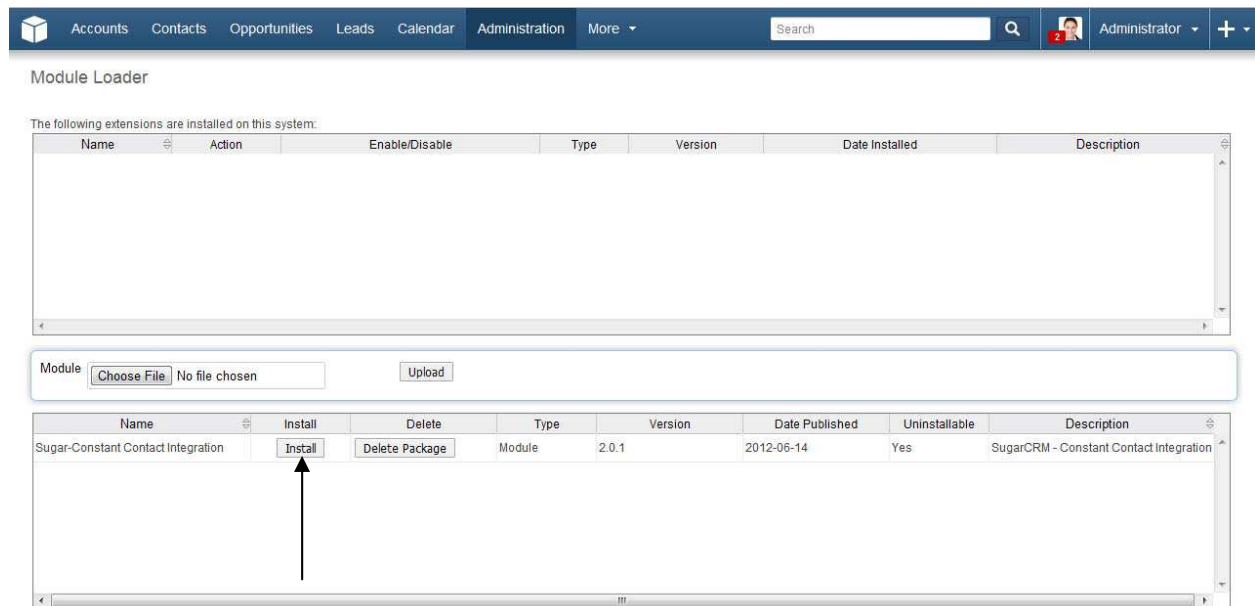 Accounts Contacts Opportunities Leads Calendar Administration More Search 2 Administrator
Module Loader
The following extensions are installed on this system:
Name Action Enable/Disable Type Version Date Installed Description
Module Choose File No file chosen Upload
Name Install Delete Type Version Date Published Uninstallable Description
Sugar-Constant Contact Integration Install Delete Package Module 2.0.1 2012-06-14 Yes SugarCRM - Constant Contact Integration